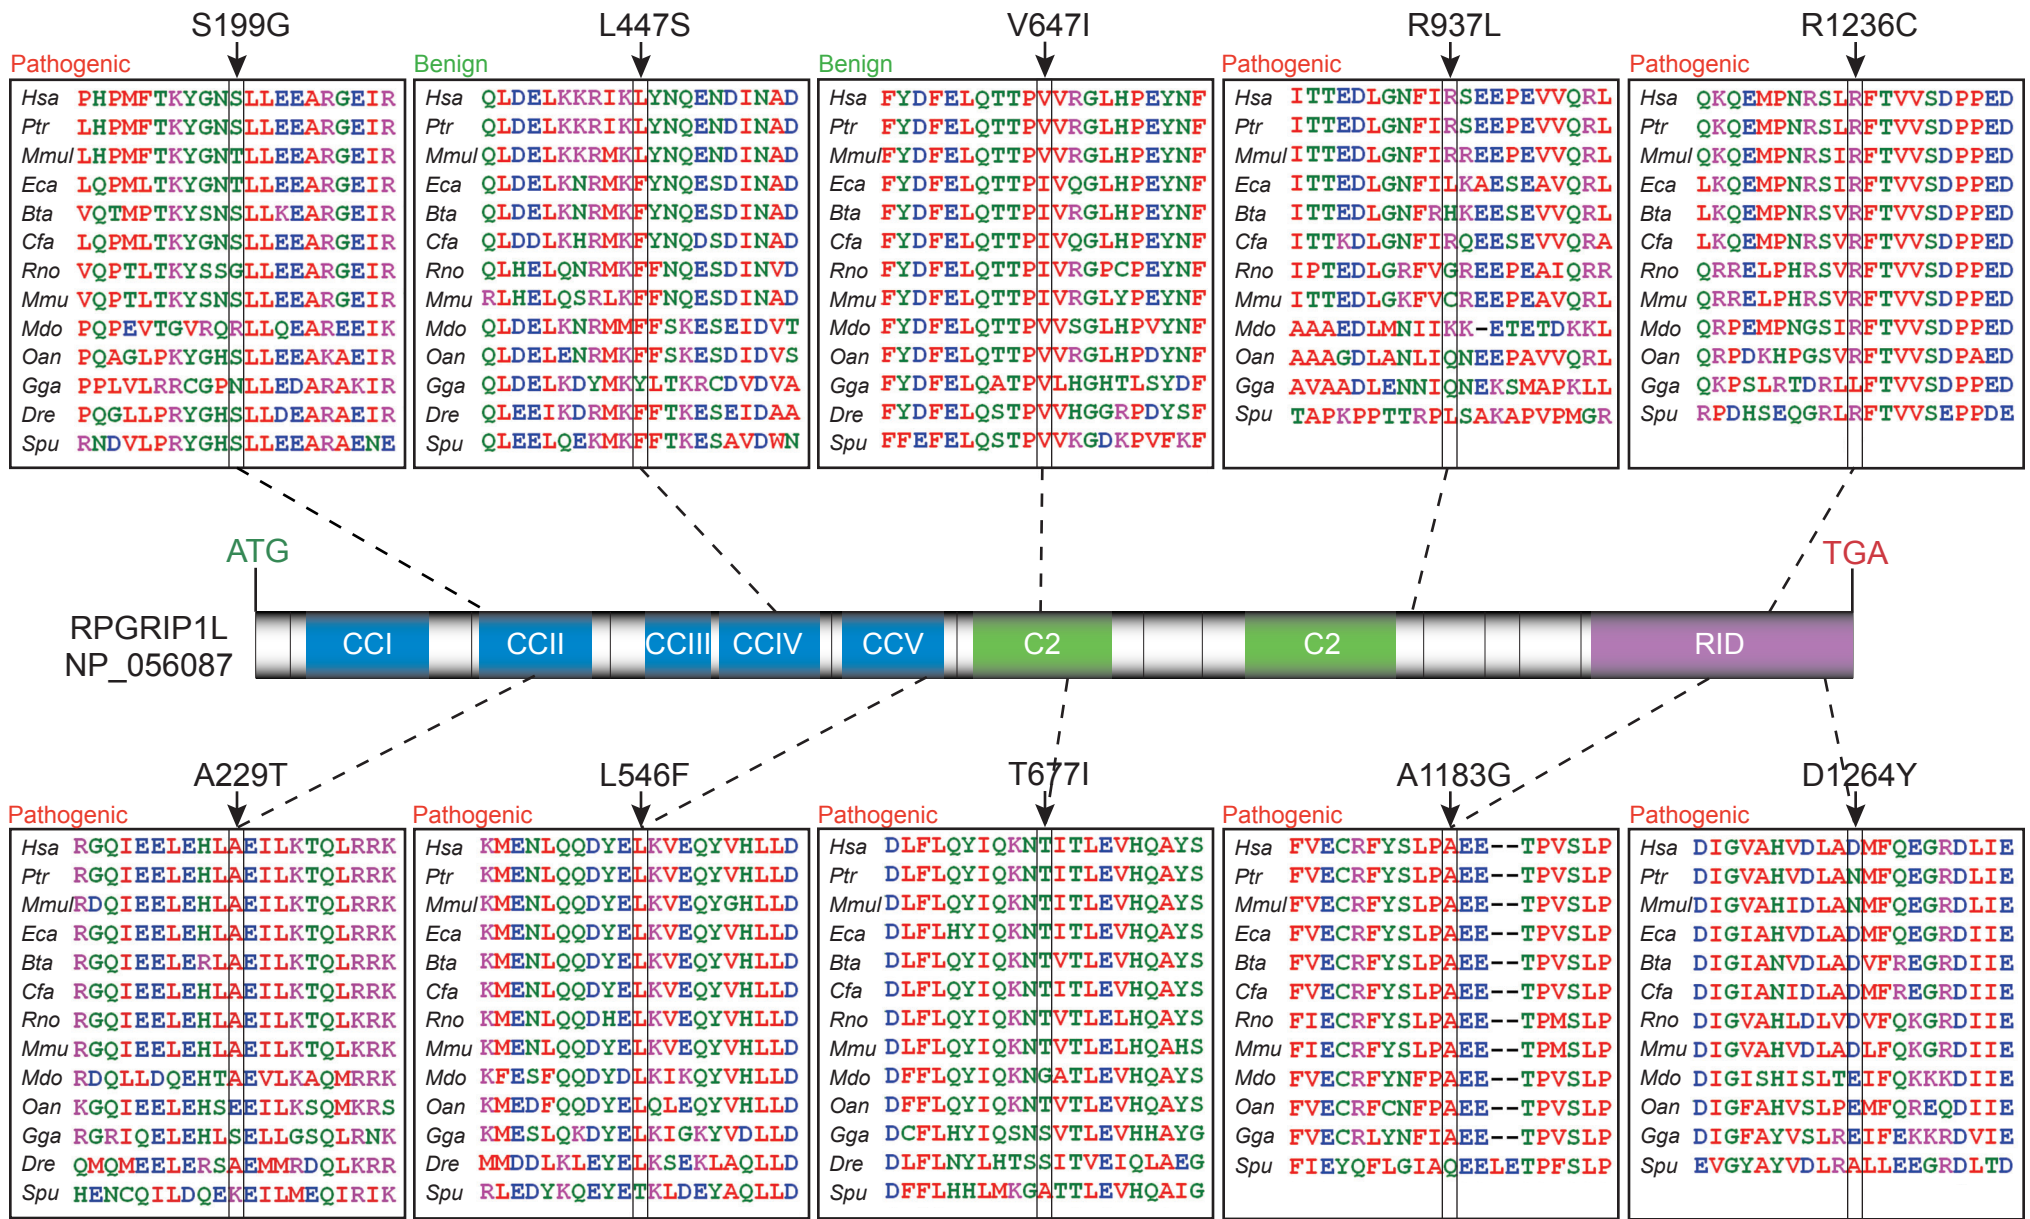 S199G
Pathogenic
Hsa PHPMFTKYGNSLLEEARGEIR
Ptr LHPMFTKYGNSLLEEARGEIR
Mmul LHPMFTKYGNTLLEEARGEIR
Eca LQPMLTKYGNTLLEEARGEIR
Bta VQTMPTKYSNSLLKEARGEIR
Cfa LQPMLTKYGNSLLEEARGEIR
Rno VQPTLTKYSSGLLEEARGEIR
Mmu VQPTLTKYSNSLLEEARGEIR
Mdo PQPEVTGVRQRLLQEAREEIK
Oan PQAGLPKYGHSLLEEAKAEIR
Gga PPLVLRRCGPNLLEDARAKIR
Dre PQGLLPRYGHSLLDEARAEIR
Spu RNDVLPRYGHSLLEEARAENE
L447S
Benign
Hsa QLDELKKRIKLYNQENDINAD
Ptr QLDELKKRIKLYNQENDINAD
Mmul QLDELKKRMKLYNQENDINAD
Eca QLDELKNRMKFYNQESDINAD
Bta QLDELKNRMKFYNQESDINAD
Cfa QLDDLKHRMKFYNQDSDINAD
Rno QLHELQNRMKFFNQESDINVD
Mmu RLHELQSRLKFFNQESDINAD
Mdo QLDELKNRMMFFSKESEIDVT
Oan QLDELENRMKFFSKESDIDVS
Gga QLDELKDYMKYLTKRCDVDVA
Dre QLEEIKDRMKFFTKESEIDAA
Spu QLEELQEKMKFFTKESAVDWN
V647I
Benign
Hsa FYDFELQTTPVVRGLHPEYNF
Ptr FYDFELQTTPVVRGLHPEYNF
Mmul FYDFELQTTPVVRGLHPEYNF
Eca FYDFELQTTPIVQGLHPEYNF
Bta FYDFELQTTPIVRGLHPEYNF
Cfa FYDFELQTTPIVQGLHPEYNF
Rno FYDFELQTTPIVRGPCPEYNF
Mmu FYDFELQTTPIVRGLYPEYNF
Mdo FYDFELQTTPVVSGLHPVYNF
Oan FYDFELQTTPVVRGLHPDYNF
Gga FYDFELQATPVLHGHTLSYDF
Dre FYDFELQSTPVVHGGRPDYSF
Spu FFEFELQSTPVVKGDKPVFKF
R937L
Pathogenic
Hsa ITTEDLGNFIRSEEPEVVQRL
Ptr ITTEDLGNFIRSEEPEVVQRL
Mmul ITTEDLGNFIRREEPEVVQRL
Eca ITTEDLGNFILKAESEAVQRL
Bta ITTEDLGNFRHKEESEVVQRL
Cfa ITTKDLGNFIRQEESEVVQRA
Rno IPTEDLGRFVGREEPEAIQRR
Mmu ITTEDLGKFVCREEPEAVQRL
Mdo AAAEDLMNIIKK-ETETDKKL
Oan AAAGDLANLIQNEEPAVVQRL
Gga AVAADLENNIQNEKSMAPKLL
Spu TAPKPPTTRPLSAKAPVPMGR
R1236C
Hsa QKQEMPNRSLRFTVVSDPPED
Ptr QKQEMPNRSLRFTVVSDPPED
Mmul QKQEMPNRSIRFTVVSDPPED
Eca LKQEMPNRSIRFTVVSDPPED
Bta LKQEMPNRSVRFTVVSDPPED
Cfa LKQEMPNRSVRFTVVSDPPED
Rno QRRELPHRSVRFTVVSDPPED
Mmu QRRELPHRSVRFTVVSDPPED
Mdo QRPEMPNGSIRFTVVSDPPED
Oan QRPDKHPGSVRFTVVSDPAED
Gga QKPSLRTDRLLFTVVSDPPED
Spu RPDHSEQGRLRFTVVSEPPDE
ATG
TGA
RPGRIP1L
NP_056087
CCI CCII CCIII CCIV CCV C2 C2 RID
A229T
Pathogenic
Hsa RGQIEELEHLAEILKTQLRRK
Ptr RGQIEELEHLAEILKTQLRRK
Mmul RDQIEELEHLAEILKTQLRRK
Eca RGQIEELEHLAEILKTQLRRK
Bta RGQIEELERLAEILKTQLRRK
Cfa RGQIEELEHLAEILKTQLRRK
Rno RGQIEELEHLAEILKTQLKRK
Mmu RGQIEELEHLAEILKTQLKRK
Mdo RDQLLDQEHTAEVLKAQMRRK
Oan KGQIEELEHSEEILKSQMKRS
Gga RGRIQELEHLSELLGSQLRNK
Dre QMQMEELERSAEMMRDQLKRR
Spu HENCQILDQEKEILMEQIRIK
L546F
Pathogenic
Hsa KMENLQQDYELKVEQYVHLLD
Ptr KMENLQQDYELKVEQYVHLLD
Mmul KMENLQQDYELKVEQYGHLLD
Eca KMENLQQDYELKVEQYVHLLD
Bta KMENLQQDYELKVEQYVHLLD
Cfa KMENLQQDYELKVEQYVHLLD
Rno KMENLQQDHELKVEQYVHLLD
Mmu KMENLQQDYELKVEQYVHLLD
Mdo KFESFQQDYDLKIKQYVHLLD
Oan KMEDFQQDYELQLEQYVHLLD
Gga KMESLQKDYELKIGKYVDLLD
Dre MMDDLKLEYELKSEKLAQLLD
Spu RLEDYKQEYETKLDEYAQLLD
T677I
Pathogenic
Hsa DLFLQYIQKNTITLEVHQAYS
Ptr DLFLQYIQKNTITLEVHQAYS
Mmul DLFLQYIQKNTITLEVHQAYS
Eca DLFLHYIQKNTITLEVHQAYS
Bta DLFLQYIQKNTVTLEVHQAYS
Cfa DLFLQYIQKNTITLEVHQAYS
Rno DLFLQYIQKNTVTLELHQAYS
Mmu DLFLQYIQKNTVTLELHQAHS
Mdo DFFLQYIQKNGATLEVHQAYS
Oan DFFLQYIQKNTVTLEVHQAYS
Gga DCFLHYIQSNSVTLEVHHAYG
Dre DLFLNYLHTSSITVEIQLAEG
Spu DFFLHHLMKGATTLEVHQAIG
A1183G
Pathogenic
Hsa FVECRFYSLPAEE--TPVSLP
Ptr FVECRFYSLPAEE--TPVSLP
Mmul FVECRFYSLPAEE--TPVSLP
Eca FVECRFYSLPAEE--TPVSLP
Bta FVECRFYSLPAEE--TPVSLP
Cfa FVECRFYSLPAEE--TPVSLP
Rno FIECRFYSLPAEE--TPMSLP
Mmu FIECRFYSLPAEE--TPMSLP
Mdo FVECRFYNFPAEE--TPVSLP
Oan FVECRFCNFPAEE--TPVSLP
Gga FVECRLYNFIAEE--TPVSLP
Spu FIEYQFLGIAQEELETPFSLP
D1264Y
Pathogenic
Hsa DIGVAHVDLADMFQEGRDLIE
Ptr DIGVAHVDLANMFQEGRDLIE
Mmul DIGVAHIDLANMFQEGRDLIE
Eca DIGIAHVDLADMFQEGRDIIE
Bta DIGIANVDLADVFREGRDIIE
Cfa DIGIANIDLADMFREGRDIIE
Rno DIGVAHLDLVDVFQKGRDIIE
Mmu DIGVAHVDLADLFQKGRDIIE
Mdo DIGISHISLTEIFQKKKDIIE
Oan DIGFAHVSLPEMFQREQDIIE
Gga DIGFAYVSLREIFEKKRDVIE
Spu EVGYAYVDLRALLEEGRDLTD